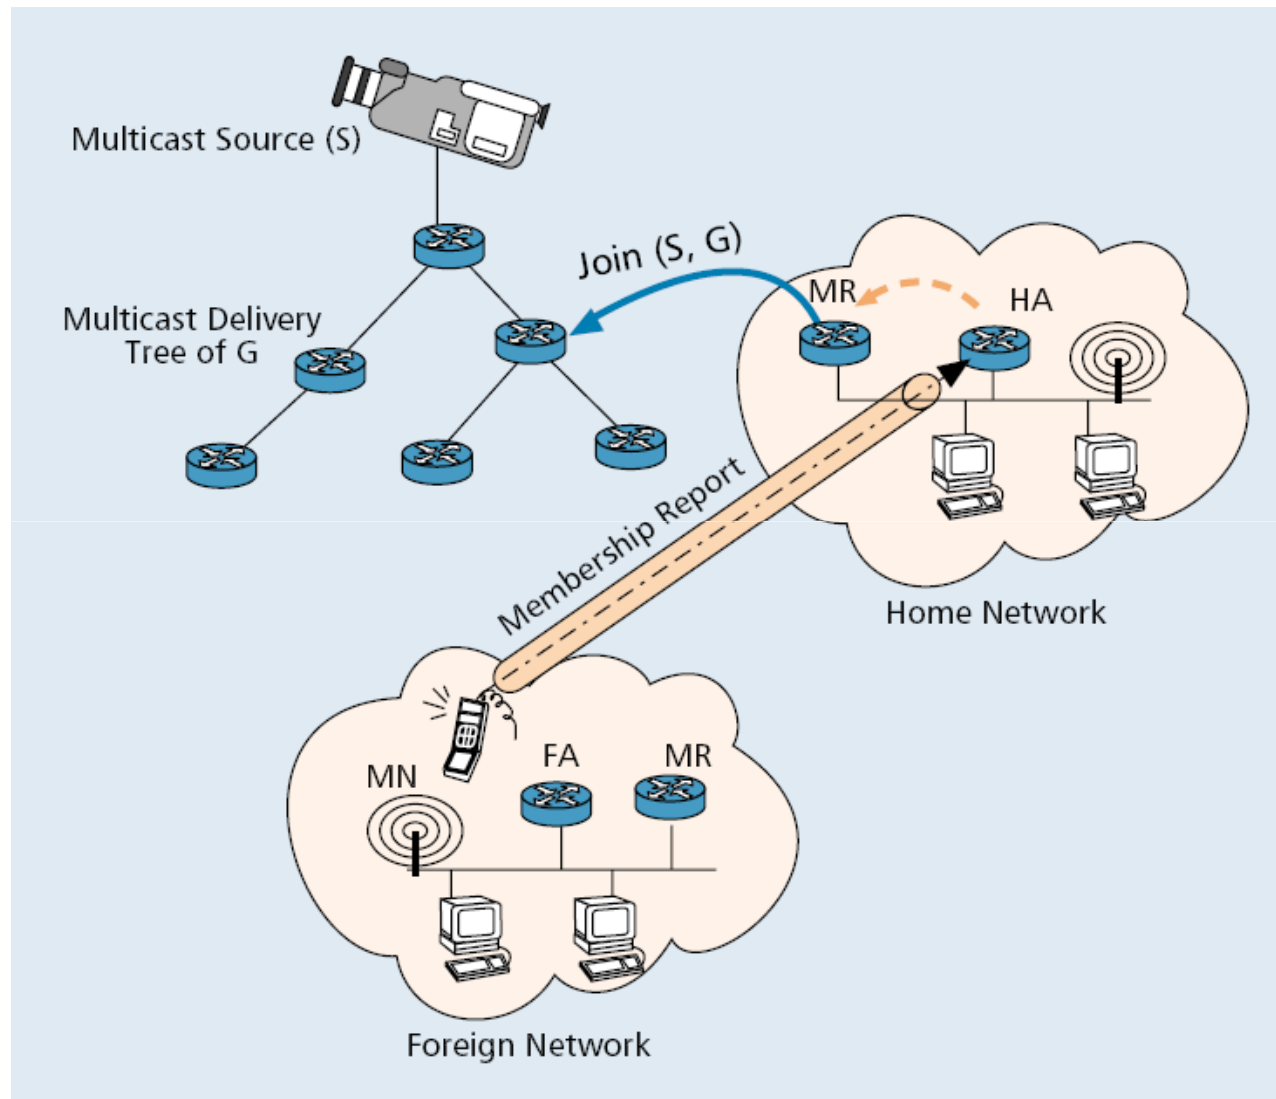 Multicast Source (S)
Join (S, G)
MR
HA
Multicast Delivery
Tree of G
Membership Report
Home Network
FA
MR
MN
Foreign Network